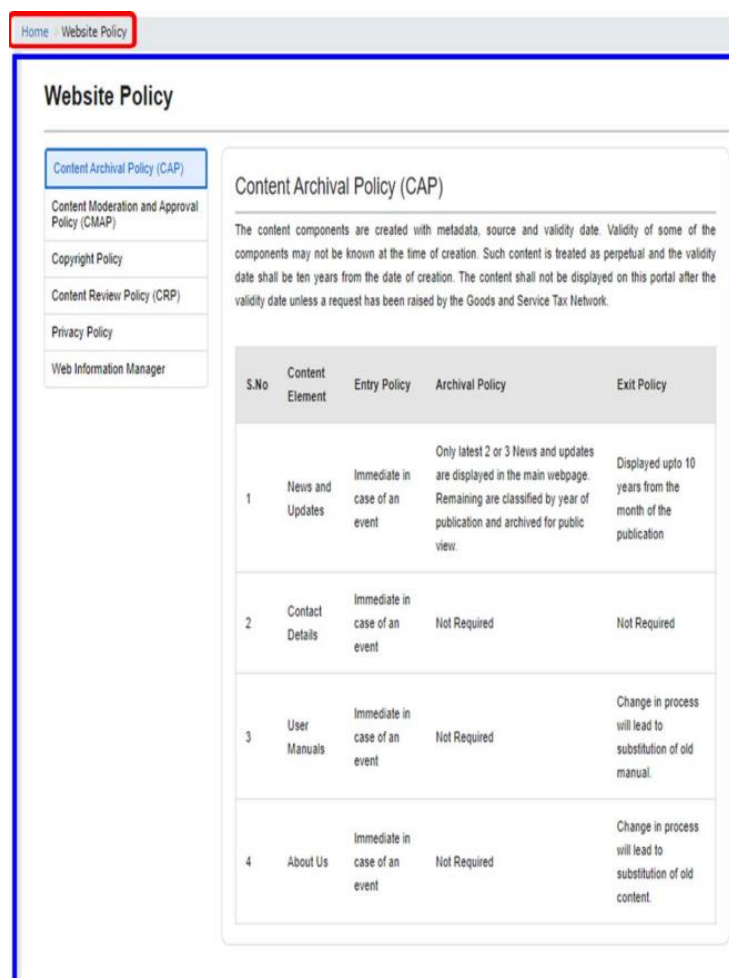 Home > Website Policy
Website Policy
Content Archival Policy (CAP)
Content Moderation and Approval
Policy (CMAP)
Copyright Policy
Content Review Policy (CRP)
Privacy Policy
Web Information Manager
Content Archival Policy (CAP)
The content components are created with metadata, source and validity date. Validity of some of the
components may not be known at the time of creation. Such content is treated as perpetual and the validity
date shall be ten years from the date of creation. The content shall not be displayed on this portal after the
validity date unless a request has been raised by the Goods and Service Tax Network.
S.No Content Element Entry Policy Archival Policy Exit Policy
1 News and Updates Immediate in case of an event Only latest 2 or 3 News and updates are displayed in the main webpage. Remaining are classified by year of publication and archived for public view. Displayed upto 10 years from the month of the publication
2 Contact Details Immediate in case of an event Not Required Not Required
3 User Manuals Immediate in case of an event Not Required Change in process will lead to substitution of old manual.
4 About Us Immediate in case of an event Not Required Change in process will lead to substitution of old content.